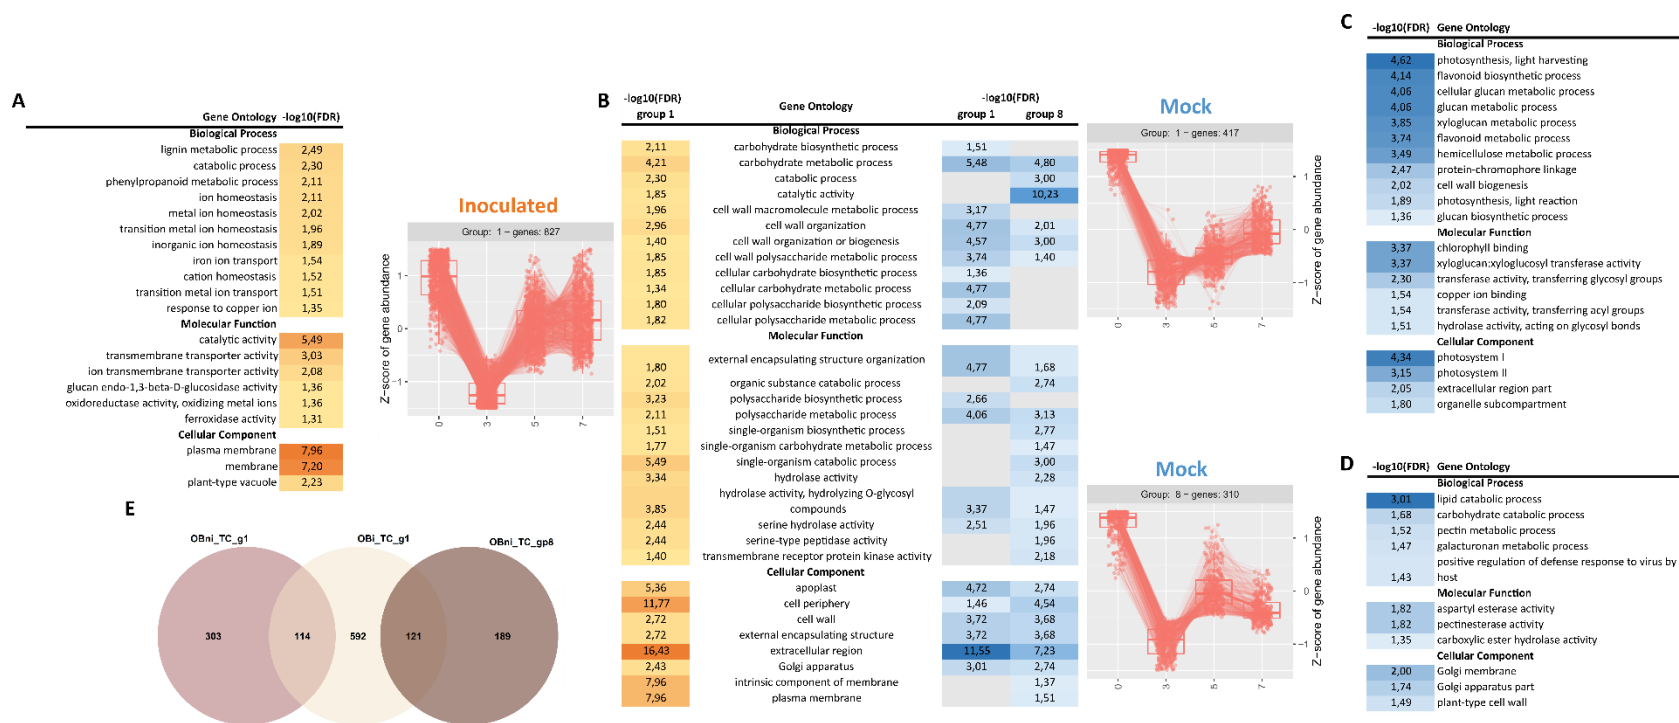 A
Gene Ontology -log10(FDR)
Biological Process
lignin metabolic process 2,49
catabolic process 2,30
phenylpropanoid metabolic process 2,11
ion homeostasis 2,11
metal ion homeostasis 2,02
transition metal ion homeostasis 1,96
inorganic ion homeostasis 1,89
iron ion transport 1,54
cation homeostasis 1,52
transition metal ion transport 1,51
response to copper ion 1,35
Molecular Function
catalytic activity 5,49
transmembrane transporter activity 3,03
ion transmembrane transporter activity 2,08
glucan endo-1,3-beta-D-glucosidase activity 1,36
oxidoreductase activity, oxidizing metal ions 1,36
ferroxidase activity 1,31
Cellular Component
plasma membrane 7,96
membrane 7,20
plant-type vacuole 2,23
Inoculated
Group: 1 − genes: 827
Z−score of gene abundance
1
0
−1
0 3 5 7
B
-log10(FDR) -log10(FDR)
group 1 Gene Ontology group 1 group 8
Biological Process
2,11 carbohydrate biosynthetic process 1,51
4,21 carbohydrate metabolic process 5,48 4,80
2,30 catabolic process 3,00
1,85 catalytic activity 10,23
1,96 cell wall macromolecule metabolic process 3,17
2,96 cell wall organization 4,77 2,01
1,40 cell wall organization or biogenesis 4,57 3,00
1,85 cell wall polysaccharide metabolic process 3,74 1,40
1,85 cellular carbohydrate biosynthetic process 1,36
1,34 cellular carbohydrate metabolic process 4,77
1,80 cellular polysaccharide biosynthetic process 2,09
1,82 cellular polysaccharide metabolic process 4,77
Molecular Function
1,80 external encapsulating structure organization 4,77 1,68
2,02 organic substance catabolic process 2,74
3,23 polysaccharide biosynthetic process 2,66
2,11 polysaccharide metabolic process 4,06 3,13
1,51 single-organism biosynthetic process 2,77
1,77 single-organism carbohydrate metabolic process 1,47
5,49 single-organism catabolic process 3,00
3,34 hydrolase activity 2,28
hydrolase activity, hydrolyzing O-glycosyl
3,85 compounds 3,37 1,47
2,44 serine hydrolase activity 2,51 1,96
2,44 serine-type peptidase activity 1,96
1,40 transmembrane receptor protein kinase activity 2,18
Cellular Component
5,36 apoplast 4,72 2,74
11,77 cell periphery 1,46 4,54
2,72 cell wall 3,72 3,68
2,72 external encapsulating structure 3,72 3,68
16,43 extracellular region 11,55 7,23
2,43 Golgi apparatus 3,01 2,74
7,96 intrinsic component of membrane 1,37
7,96 plasma membrane 1,51
Mock
Group: 1 − genes: 417
1
0
−1
Z−score of gene abundance
0 3 5 7
Mock
Group: 8 − genes: 310
1
0
−1
Z−score of gene abundance
0 3 5 7
C
-log10(FDR) Gene Ontology
Biological Process
4,62 photosynthesis, light harvesting
4,14 flavonoid biosynthetic process
4,06 cellular glucan metabolic process
4,06 glucan metabolic process
3,85 xyloglucan metabolic process
3,74 flavonoid metabolic process
3,49 hemicellulose metabolic process
2,47 protein-chromophore linkage
2,02 cell wall biogenesis
1,89 photosynthesis, light reaction
1,36 glucan biosynthetic process
Molecular Function
3,37 chlorophyll binding
3,37 xyloglucan:xyloglucosyl transferase activity
2,30 transferase activity, transferring glycosyl groups
1,54 copper ion binding
1,54 transferase activity, transferring acyl groups
1,51 hydrolase activity, acting on glycosyl bonds
Cellular Component
4,34 photosystem I
3,15 photosystem II
2,05 extracellular region part
1,80 organelle subcompartment
D
-log10(FDR) Gene Ontology
Biological Process
3,01 lipid catabolic process
1,68 carbohydrate catabolic process
1,52 pectin metabolic process
1,47 galacturonan metabolic process
positive regulation of defense response to virus by
1,43 host
Molecular Function
1,82 aspartyl esterase activity
1,82 pectinesterase activity
1,35 carboxylic ester hydrolase activity
Cellular Component
2,00 Golgi membrane
1,74 Golgi apparatus part
1,49 plant-type cell wall
E
OBni_TC_g1 OBi_TC_g1 OBni_TC_gp8
303 114 592 121 189